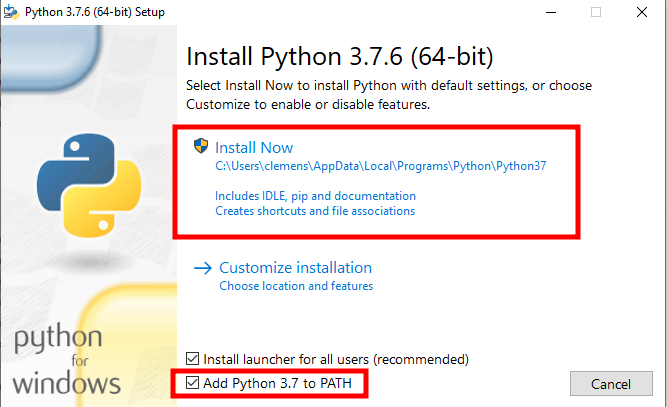 Python 3.7.6 (64-bit) Setup
Install Python 3.7.6 (64-bit)
Select Install Now to install Python with default settings, or choose
Customize to enable or disable features.
Install Now
C:\Users\clemens\AppData\Local\Programs\Python\Python37
Includes IDLE, pip and documentation
Creates shortcuts and file associations
Customize installation
Choose location and features
python
for
windows
Install launcher for all users (recommended)
Add Python 3.7 to PATH
Cancel